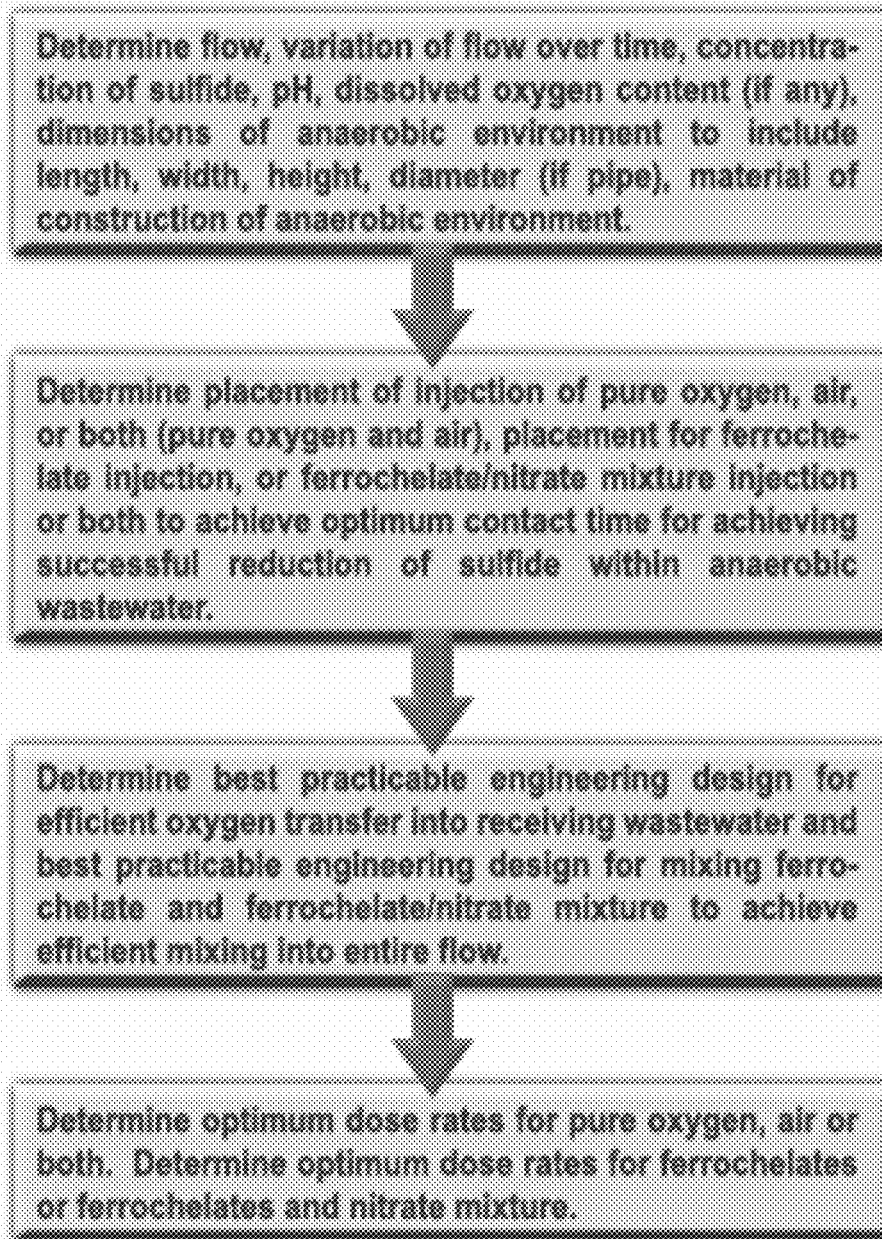 Determine flow, variation of flow over time, concentra-
tion of sulfide, pH, dissolved oxygen content (if any),
dimensions of anaerobic environment to include
length, width, height, diameter (if pipe), material of
construction of anaerobic environment.
Determine placement of injection of pure oxygen, air,
or both (pure oxygen and air), placement for ferroche-
late injection, or ferrochelate/nitrate mixture injection
or both to achieve optimum contact time for achieving
successful reduction of sulfide within anaerobic
wastewater.
Determine best practicable engineering design for
efficient oxygen transfer into receiving wastewater and
best practicable engineering design for mixing ferro-
chelate and ferrochelate/nitrate mixture to achieve
efficient mixing into entire flow.
Determine optimum dose rates for pure oxygen, air or
both. Determine optimum dose rates for ferrochelates
or ferrochelates and nitrate mixture.